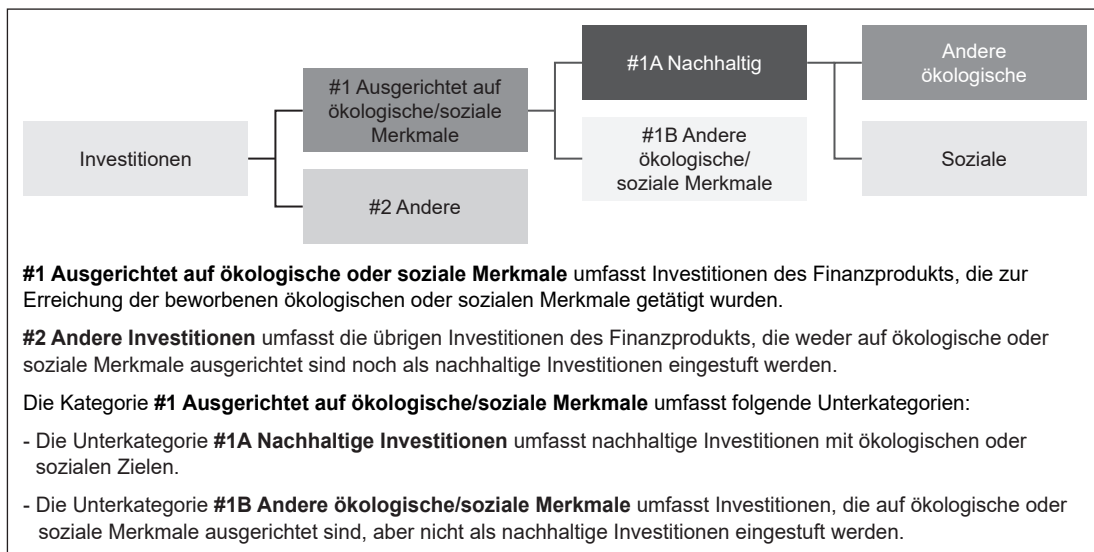 Investitionen
#1 Ausgerichtet auf
ökologische/soziale
Merkmale
#2 Andere
#1A Nachhaltig
#1B Andere
ökologische/
soziale Merkmale
Andere
ökologische
Soziale
#1 Ausgerichtet auf ökologische oder soziale Merkmale umfasst Investitionen des Finanzprodukts, die zur
Erreichung der beworbenen ökologischen oder sozialen Merkmale getätigt wurden.
#2 Andere Investitionen umfasst die übrigen Investitionen des Finanzprodukts, die weder auf ökologische oder
soziale Merkmale ausgerichtet sind noch als nachhaltige Investitionen eingestuft werden.
Die Kategorie #1 Ausgerichtet auf ökologische/soziale Merkmale umfasst folgende Unterkategorien:
- Die Unterkategorie #1A Nachhaltige Investitionen umfasst nachhaltige Investitionen mit ökologischen oder
sozialen Zielen.
- Die Unterkategorie #1B Andere ökologische/soziale Merkmale umfasst Investitionen, die auf ökologische oder
soziale Merkmale ausgerichtet sind, aber nicht als nachhaltige Investitionen eingestuft werden.